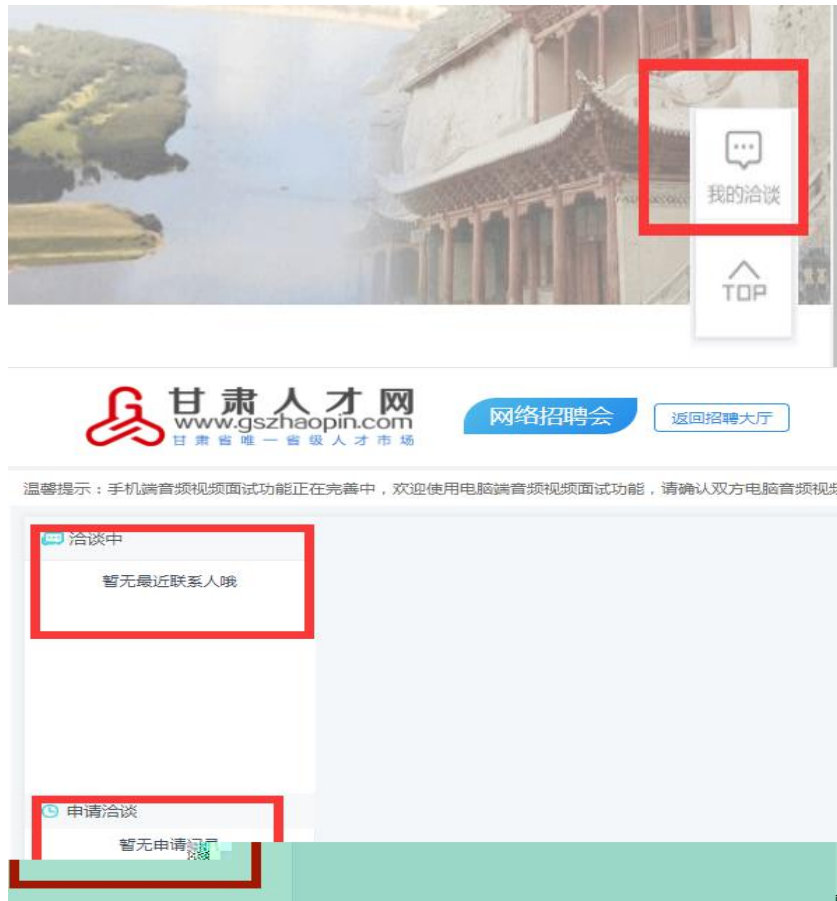 我的洽谈
TOP
甘肃人才网
www.gszhaopin.com
甘肃省唯一省级人才市场
网络招聘会
返回招聘大厅
温馨提示：手机端音频视频面试功能正在完善中，欢迎使用电脑端音频视频面试功能，请确认双方电脑音频视
洽谈中
暂无最近联系人哦
申请洽谈
暂无申请